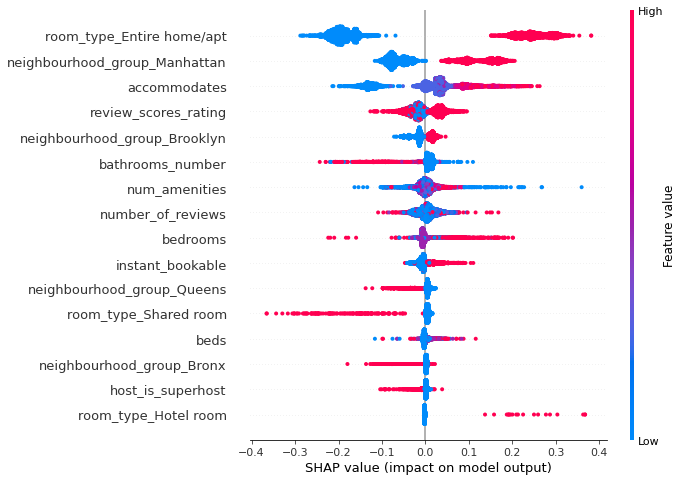 High
room_type_Entire home/apt
neighbourhood_group_Manhattan
accommodates
review_scores_rating
neighbourhood_group_Brooklyn
bathrooms_number
num_amenities
number_of_reviews
bedrooms
instant_bookable
neighbourhood_group_Queens
room_type_Shared room
beds
neighbourhood_group_Bronx
host_is_superhost
room_type_Hotel room
Feature value
Low
−0.4 −0.3 −0.2 −0.1 0.0 0.1 0.2 0.3 0.4
SHAP value (impact on model output)